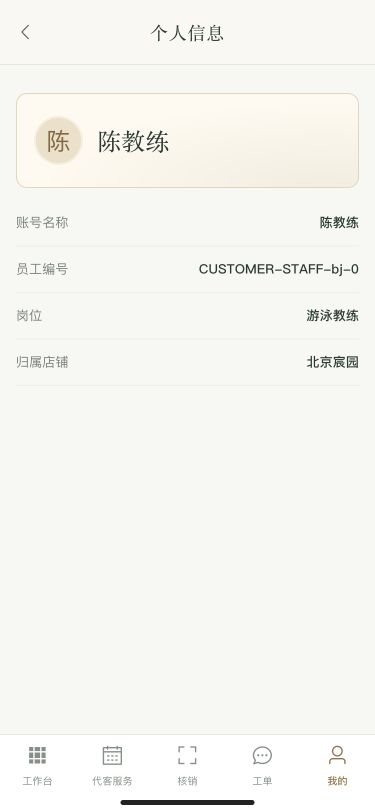 个人信息
陈
陈教练
账号名称 陈教练
员工编号 CUSTOMER-STAFF-bj-0
岗位 游泳教练
归属店铺 北京宸园
工作台 代客服务 核销 工单 我的